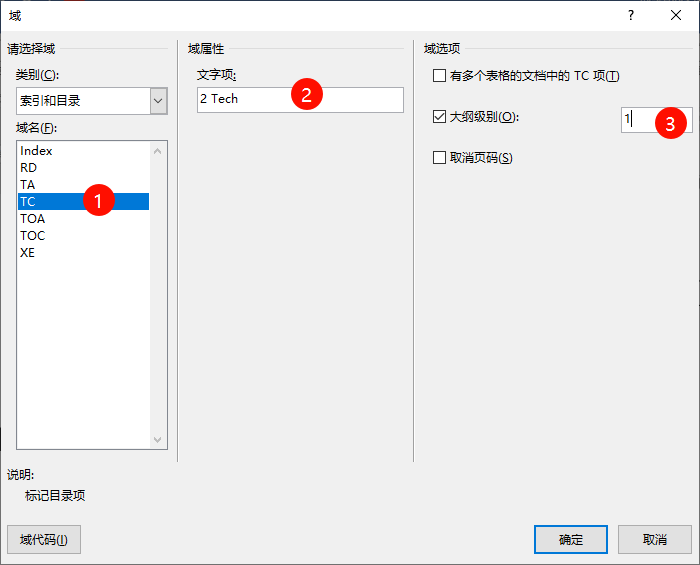 域
?
请选择域
类别(C):
索引和目录
域名(F):
Index
RD
TA
TC
TOA
TOC
XE
1
域属性
文字项:
2 Tech
2
域选项
有多个表格的文档中的 TC 项(T)
大纲级别(O):
1
3
取消页码(S)
说明:
标记目录项
域代码(I)
确定
取消